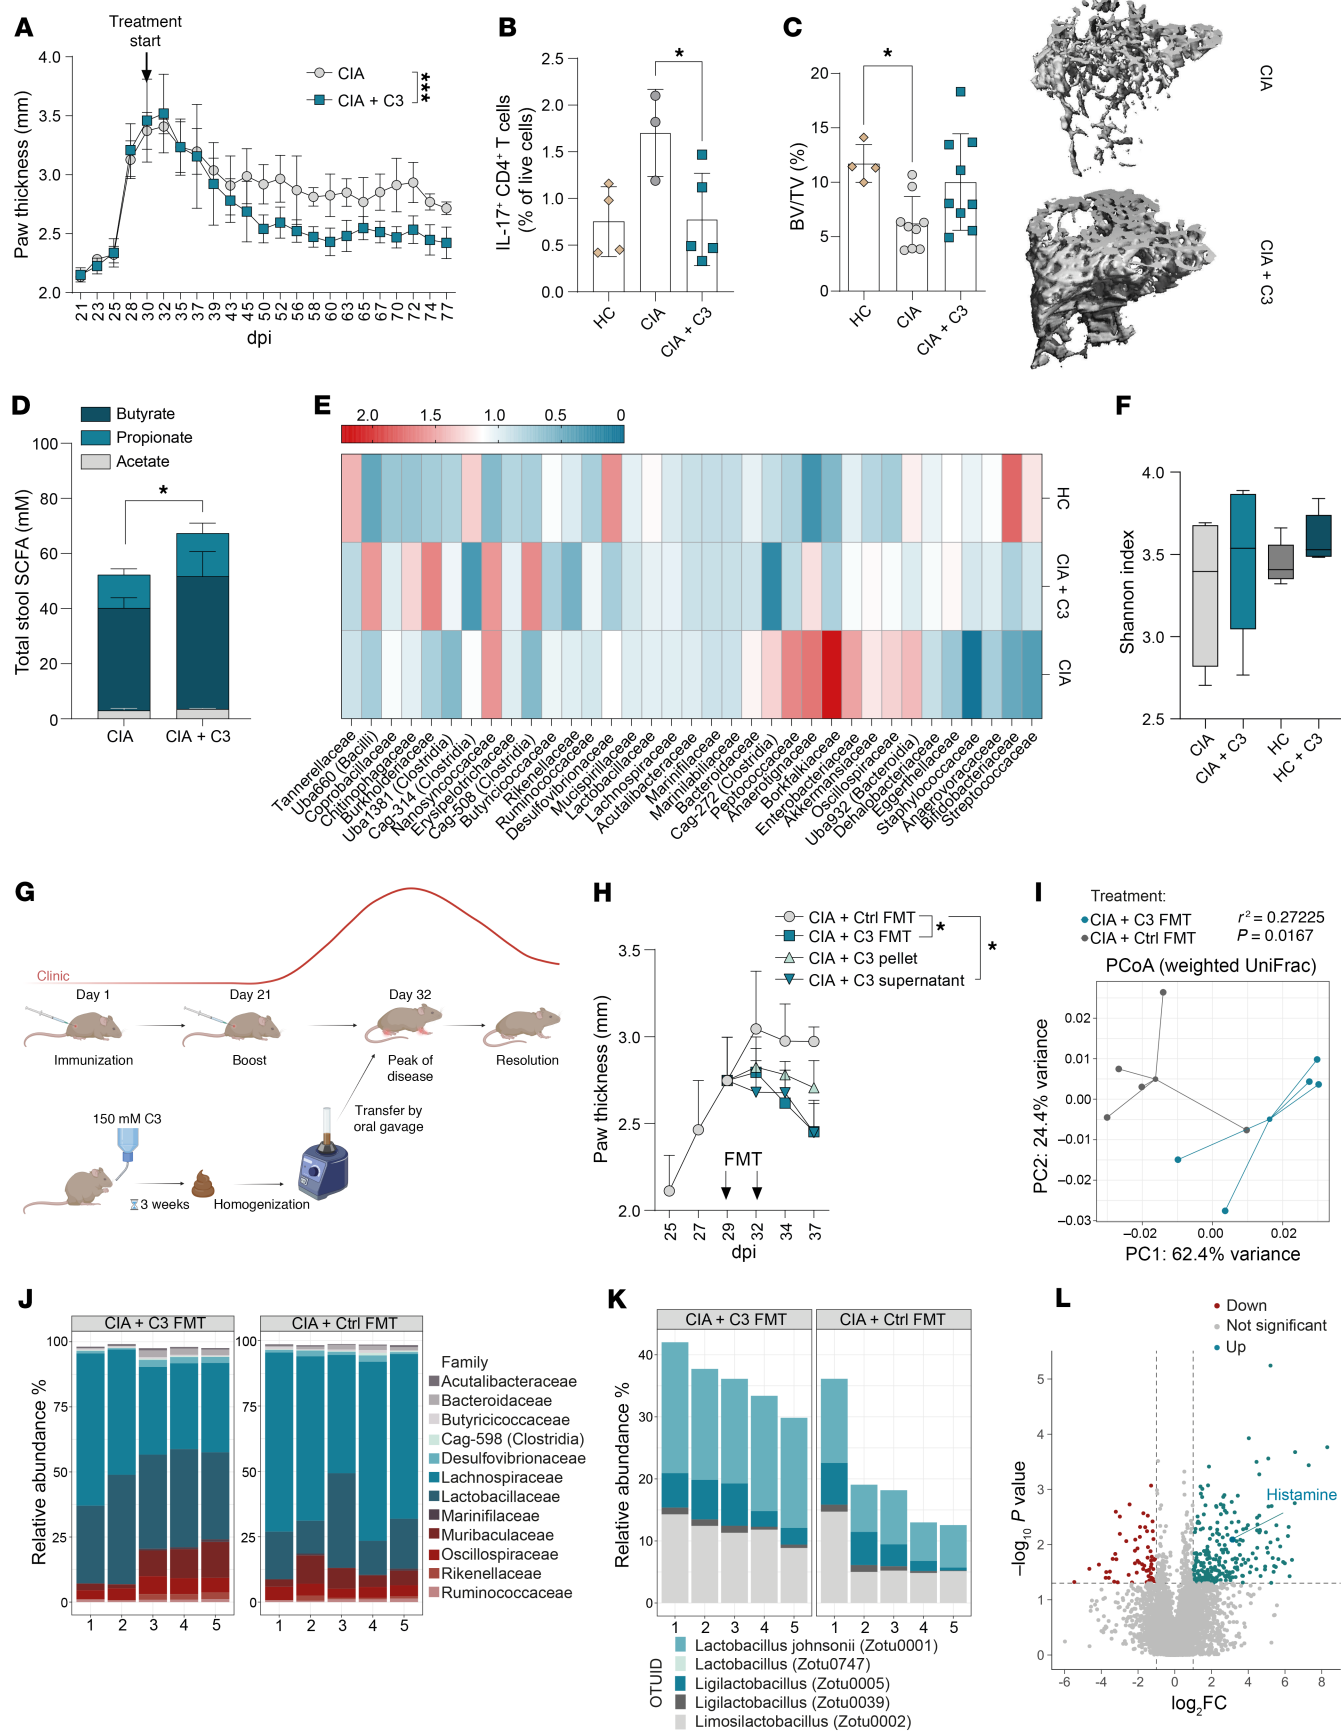 A
Treatment
start
CIA
CIA + C3
***
Paw thickness (mm)
4.0
3.5
3.0
2.5
2.0
21
23
25
28
30
32
35
37
39
43
45
50
52
56
58
60
63
65
67
70
72
74
77
dpi
B
*
IL-17+ CD4+ T cells
(% of live cells)
2.5
2.0
1.5
1.0
0.5
0.0
HC
CIA
CIA + C3
C
*
BV/TV (%)
20
15
10
5
0
HC
CIA
CIA + C3
CIA
CIA + C3
D
Butyrate
Propionate
Acetate
*
Total stool SCFA (mM)
100
80
60
40
20
0
CIA
CIA + C3
E
2.0
1.5
1.0
0.5
0
HC
CIA + C3
CIA
Tannerellaceae
Uba660 (Bacilli)
Coprobacillaceae
Chitinophagaceae
Burkholderiaceae
Uba1381 (Clostridia)
Cag-314 (Clostridia)
Nanosyncoccaceae
Erysipelotrichaceae
Cag-508 (Clostridia)
Butyricicoccaceae
Rikenellaceae
Ruminococcaceae
Desulfovibrionaceae
Mucispirillaceae
Lactobacillaceae
Lachnospiraceae
Acutalibacteraceae
Marinifilaceae
Marinibaliliaceae
Bacteroidaceae
Cag-272 (Clostridia)
Peptococcaceae
Anaerotignaceae
Borkfalkiaceae
Enterobacteriaceae
Akkermansiaceae
Oscillospiraceae
Uba932 (Bacteroidia)
Dehalobacteriaceae
Eggerthellaceae
Staphylococcaceae
Anaerovoracaceae
Bifidobacteriaceae
Streptococcaceae
F
Shannon index
4.0
3.5
3.0
2.5
CIA
CIA + C3
HC
HC + C3
G
Clinic
Day 1
Day 21
Day 32
Immunization
Boost
Peak of
disease
Resolution
150 mM C3
Transfer by
oral gavage
3 weeks
Homogenization
H
CIA + Ctrl FMT
CIA + C3 FMT
CIA + C3 pellet
CIA + C3 supernatant
*
*
Paw thickness (mm)
3.5
3.0
2.5
2.0
FMT
25
27
29
32
34
37
dpi
I
Treatment:
CIA + C3 FMT
CIA + Ctrl FMT
r2 = 0.27225
P = 0.0167
PCoA (weighted UniFrac)
PC2: 24.4% variance
0.02
0.01
0.00
−0.01
−0.02
−0.03
−0.02
0.00
0.02
PC1: 62.4% variance
J
CIA + C3 FMT
CIA + Ctrl FMT
Relative abundance %
100
75
50
25
0
100
75
50
25
0
1 2 3 4 5
1 2 3 4 5
Family
Acutalibacteraceae
Bacteroidaceae
Butyricicoccaceae
Cag-598 (Clostridia)
Desulfovibrionaceae
Lachnospiraceae
Lactobacillaceae
Marinifilaceae
Muribaculaceae
Oscillospiraceae
Rikenellaceae
Ruminococcaceae
K
CIA + C3 FMT
CIA + Ctrl FMT
Relative abundance %
40
30
20
10
0
1 2 3 4 5
1 2 3 4 5
OTUID
Lactobacillus johnsonii (Zotu0001)
Lactobacillus (Zotu0747)
Ligilactobacillus (Zotu0005)
Ligilactobacillus (Zotu0039)
Limosilactobacillus (Zotu0002)
L
Down
Not significant
Up
Histamine
−log10 P value
5
4
3
2
1
0
-6
-4
-2
0
2
4
6
8
log2FC